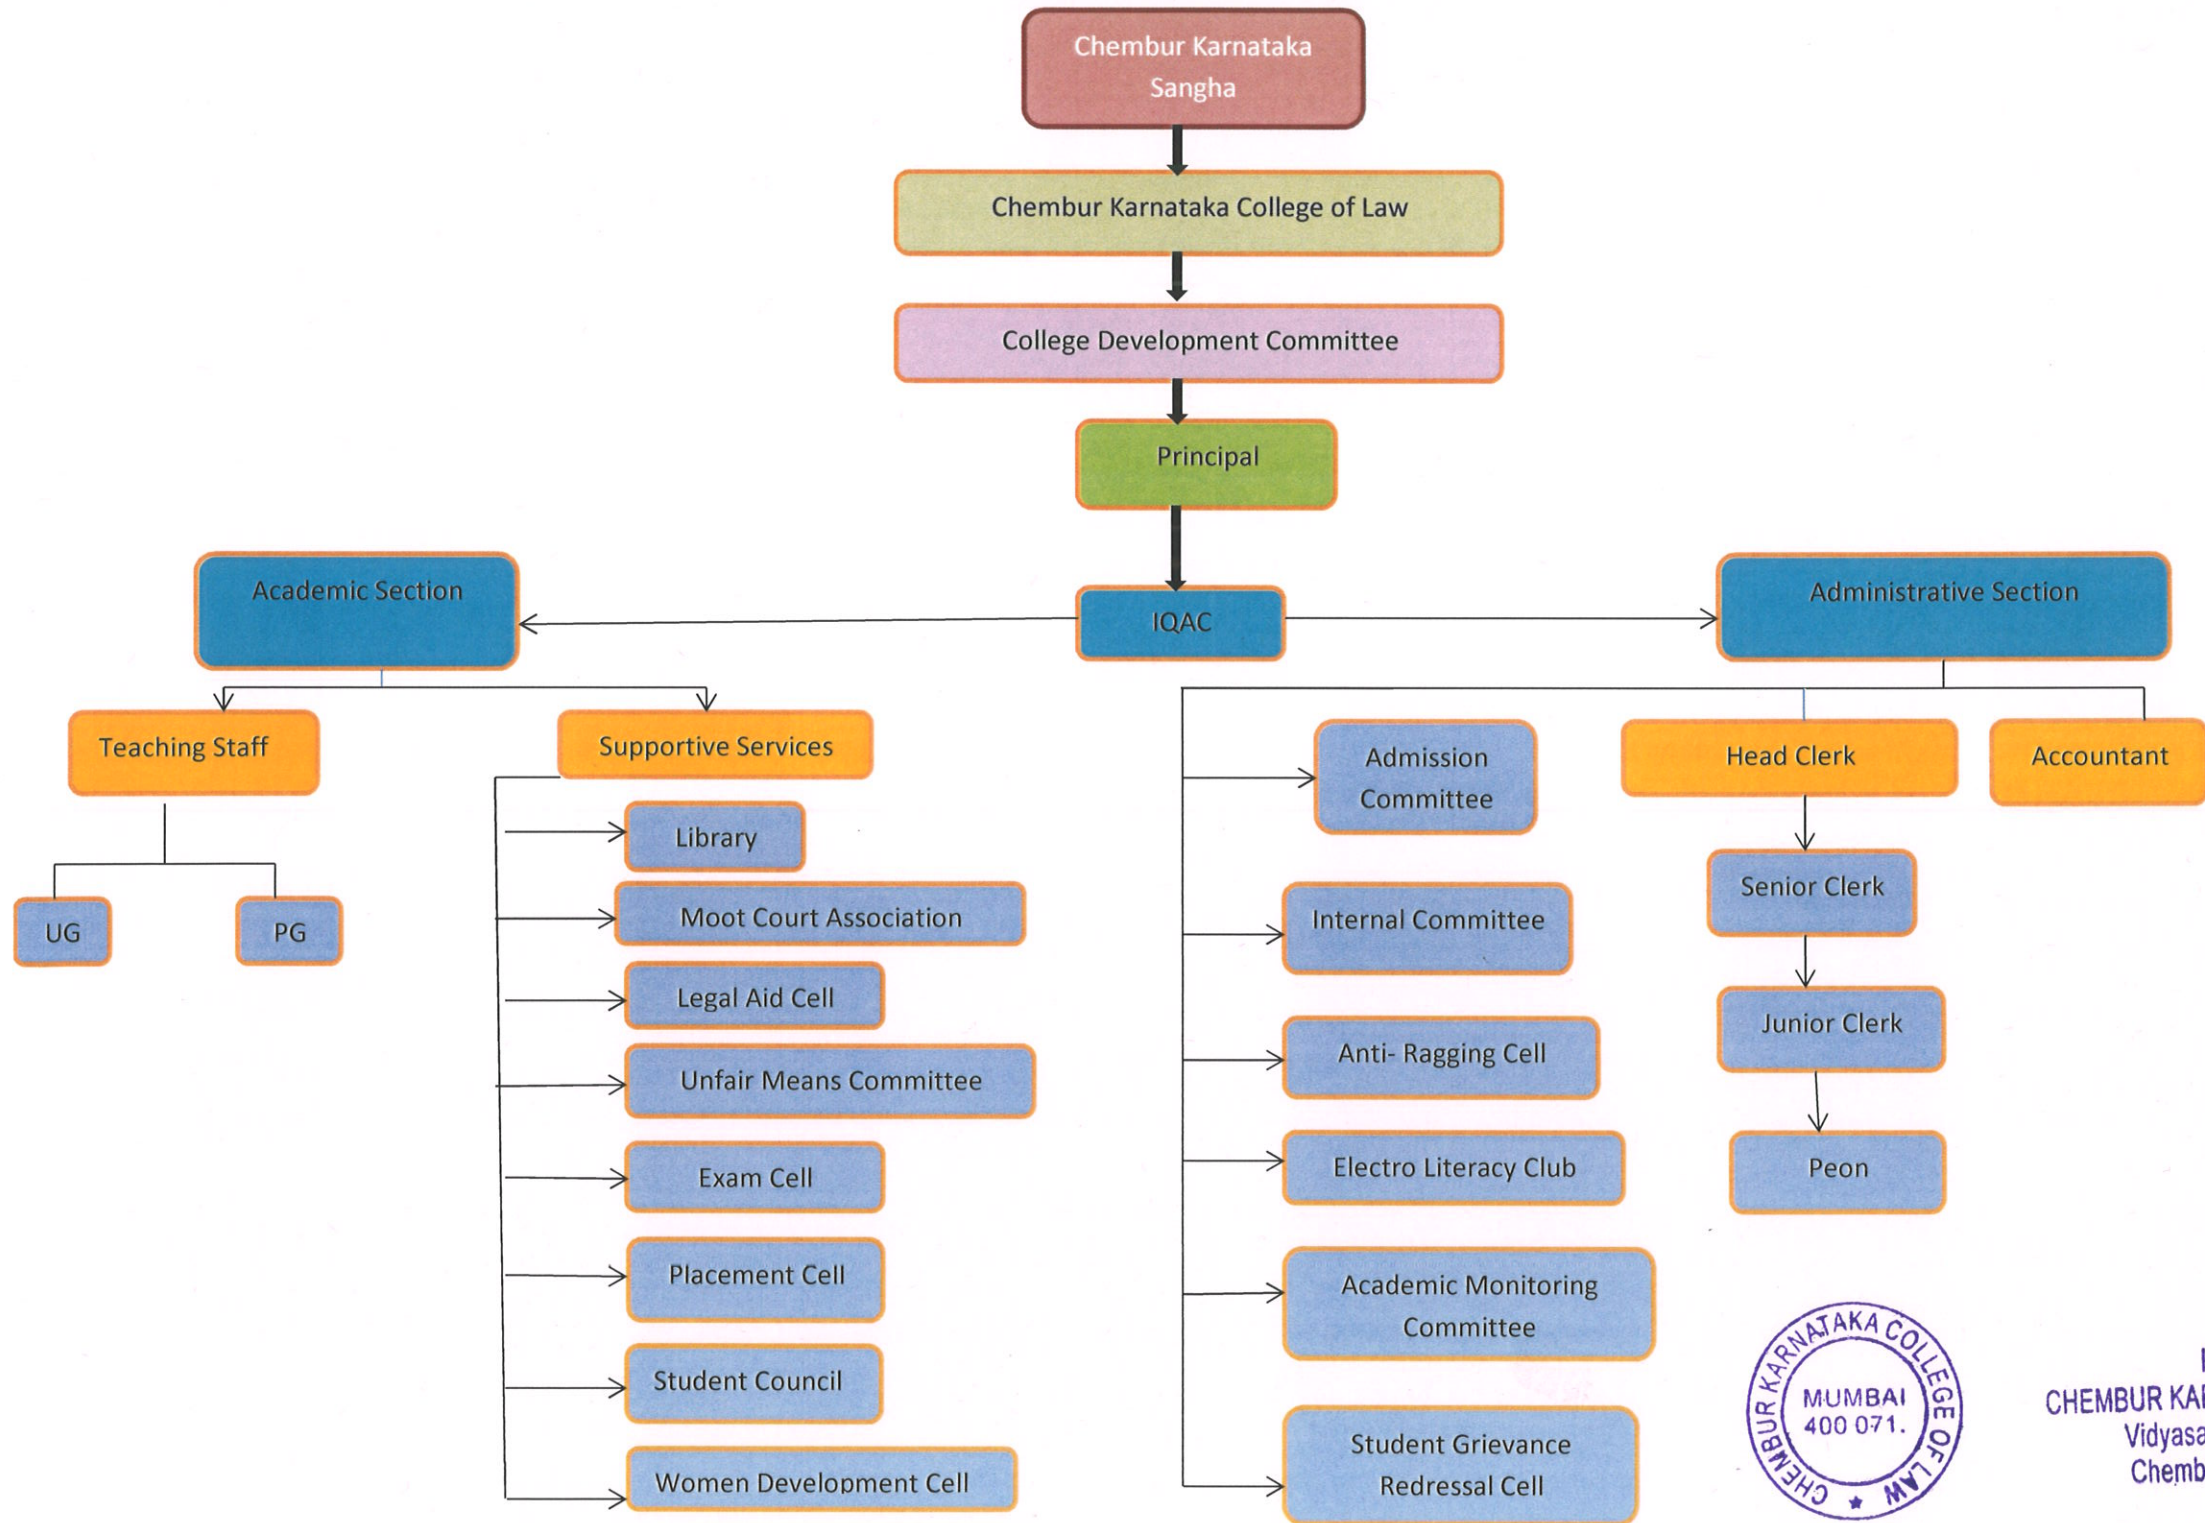 Chembur Karnataka
Sangha
Chembur Karnataka College of Law
College Development Committee
Principal
Academic Section
IQAC
Administrative Section
Teaching Staff
UG
PG
Supportive Services
Library
Moot Court Association
Legal Aid Cell
Unfair Means Committee
Exam Cell
Placement Cell
Student Council
Women Development Cell
Admission
Committee
Internal Committee
Anti- Ragging Cell
Electro Literacy Club
Academic Monitoring
Committee
Student Grievance
Redressal Cell
Head Clerk
Senior Clerk
Junior Clerk
Peon
Accountant
CHEMBUR KARNATAKA COLLEGE OF LAW ★
MUMBAI
400 071.
CHEMBUR
Vidyasa
Chemb